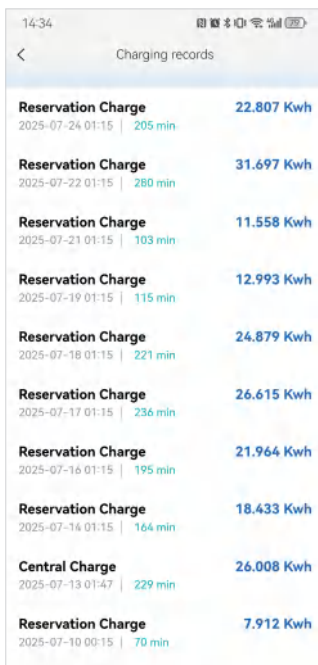 14:34
79
Charging records
Reservation Charge 22.807 Kwh
2025-07-24 01:15 | 205 min
Reservation Charge 31.697 Kwh
2025-07-22 01:15 | 280 min
Reservation Charge 11.558 Kwh
2025-07-21 01:15 | 103 min
Reservation Charge 12.993 Kwh
2025-07-19 01:15 | 115 min
Reservation Charge 24.879 Kwh
2025-07-18 01:15 | 221 min
Reservation Charge 26.615 Kwh
2025-07-17 01:15 | 236 min
Reservation Charge 21.964 Kwh
2025-07-16 01:15 | 195 min
Reservation Charge 18.433 Kwh
2025-07-14 01:15 | 164 min
Central Charge 26.008 Kwh
2025-07-13 01:47 | 229 min
Reservation Charge 7.912 Kwh
2025-07-10 00:15 | 70 min